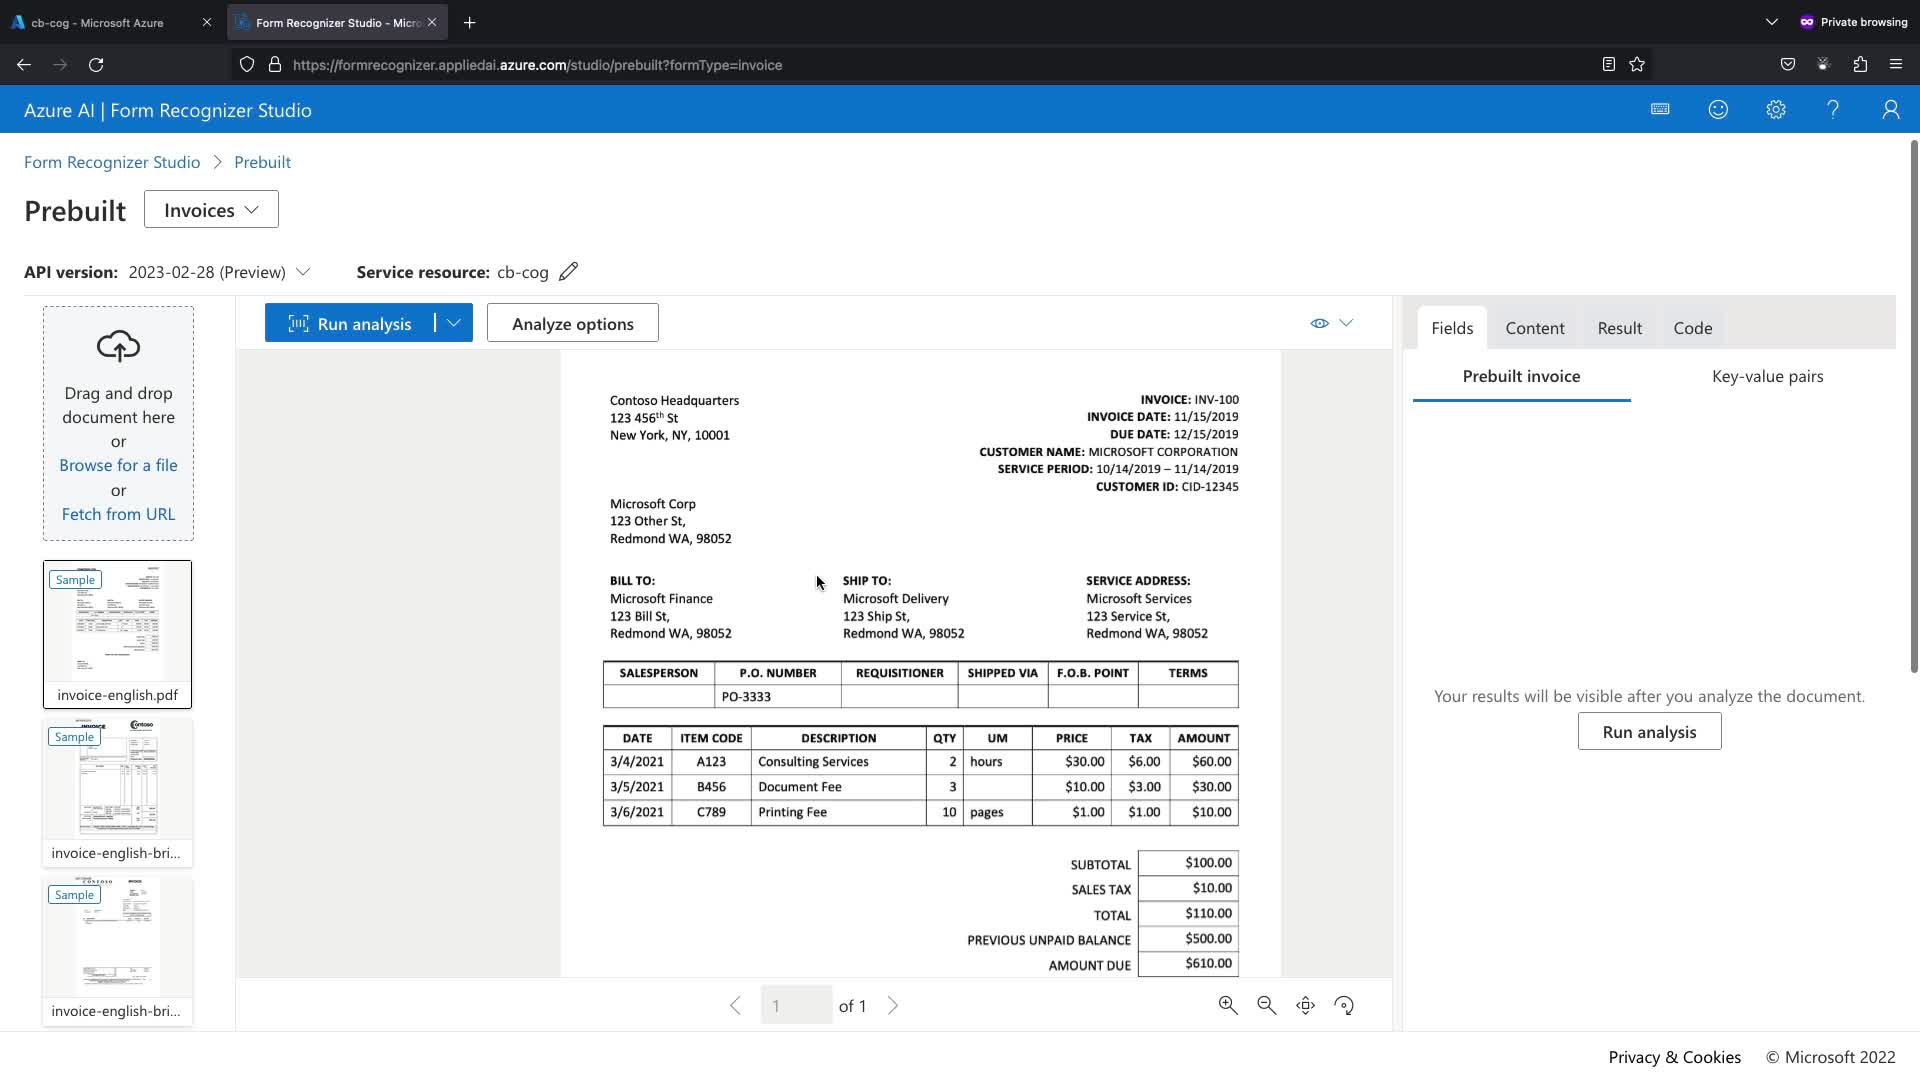 cb-cog - Microsoft Azure
Form Recognizer Studio - Micro
Private browsing
https://formrecognizer.appliedai.azure.com/studio/prebuilt?formType=invoice
Azure AI | Form Recognizer Studio
Form Recognizer Studio > Prebuilt
Prebuilt
Invoices
API version: 2023-02-28 (Preview)
Service resource: cb-cog
Drag and drop
document here
or
Browse for a file
or
Fetch from URL
Sample
invoice-english.pdf
Sample
INVOICE
Contoso
invoice-english-bri...
Sample
CONTOSO
INVOICE
invoice-english-bri...
Run analysis
Analyze options
Contoso Headquarters
123 456th St
New York, NY, 10001
INVOICE: INV-100
INVOICE DATE: 11/15/2019
DUE DATE: 12/15/2019
CUSTOMER NAME: MICROSOFT CORPORATION
SERVICE PERIOD: 10/14/2019 – 11/14/2019
CUSTOMER ID: CID-12345
Microsoft Corp
123 Other St,
Redmond WA, 98052
BILL TO:
Microsoft Finance
123 Bill St,
Redmond WA, 98052
SHIP TO:
Microsoft Delivery
123 Ship St,
Redmond WA, 98052
SERVICE ADDRESS:
Microsoft Services
123 Service St,
Redmond WA, 98052
SALESPERSON P.O. NUMBER REQUISITIONER SHIPPED VIA F.O.B. POINT TERMS
PO-3333
DATE ITEM CODE DESCRIPTION QTY UM PRICE TAX AMOUNT
3/4/2021 A123 Consulting Services 2 hours $30.00 $6.00 $60.00
3/5/2021 B456 Document Fee 3 $10.00 $3.00 $30.00
3/6/2021 C789 Printing Fee 10 pages $1.00 $1.00 $10.00
SUBTOTAL $100.00
SALES TAX $10.00
TOTAL $110.00
PREVIOUS UNPAID BALANCE $500.00
AMOUNT DUE $610.00
1 of 1
Fields Content Result Code
Prebuilt invoice Key-value pairs
Your results will be visible after you analyze the document.
Run analysis
Privacy & Cookies © Microsoft 2022